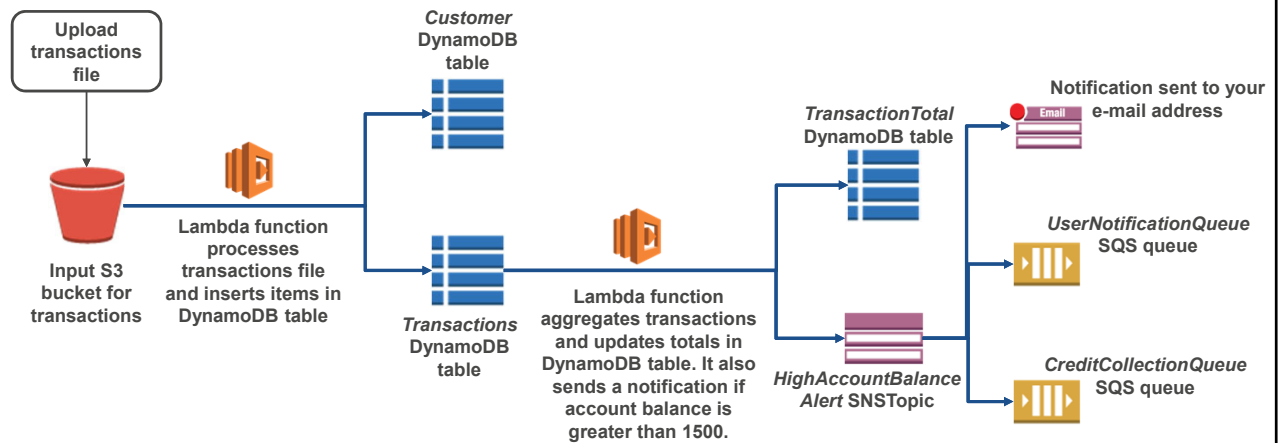 Upload
transactions
file
Input S3
bucket for
transactions
Lambda function
processes
transactions file
and inserts items in
DynamoDB table
Customer
DynamoDB
table
Transactions
DynamoDB
table
Lambda function
aggregates transactions
and updates totals in
DynamoDB table. It also
sends a notification if
account balance is
greater than 1500.
TransactionTotal
DynamoDB table
HighAccountBalance
Alert SNSTopic
Notification sent to your
e-mail address
Email
UserNotificationQueue
SQS queue
CreditCollectionQueue
SQS queue